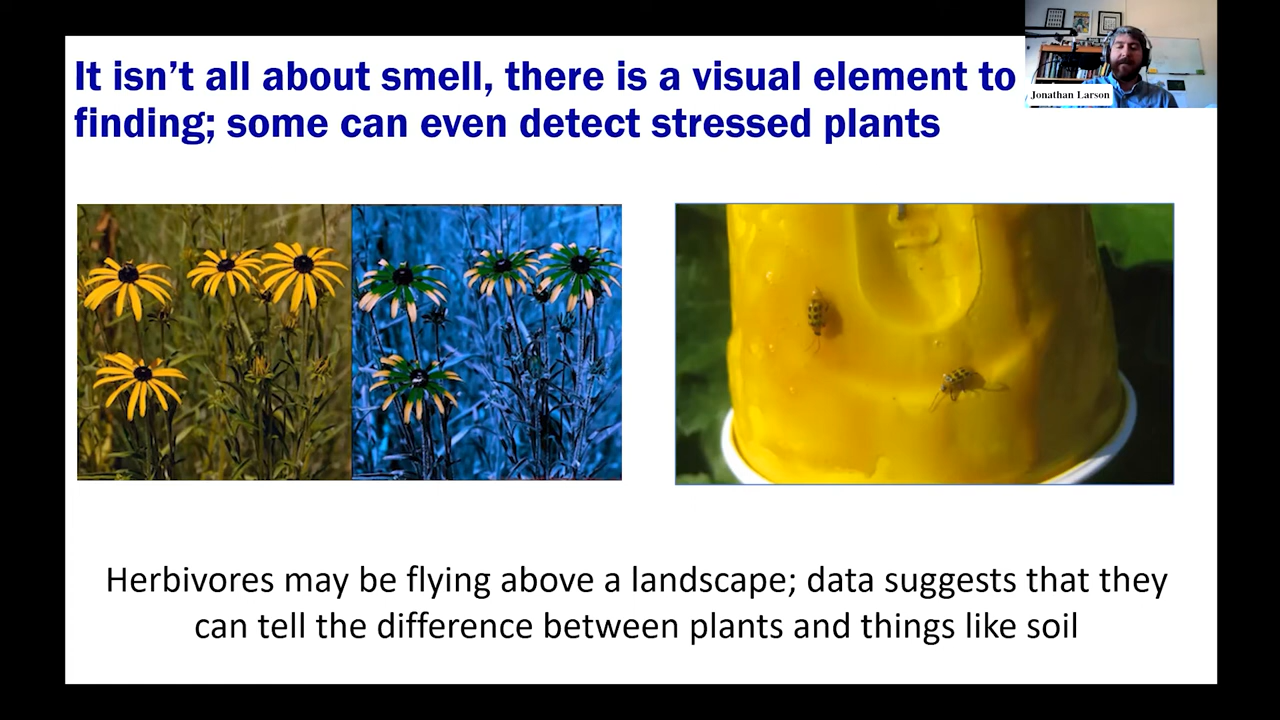 It isn’t all about smell, there is a visual element to
finding; some can even detect stressed plants
Jonathan Larson
Herbivores may be flying above a landscape; data suggests that they
can tell the difference between plants and things like soil